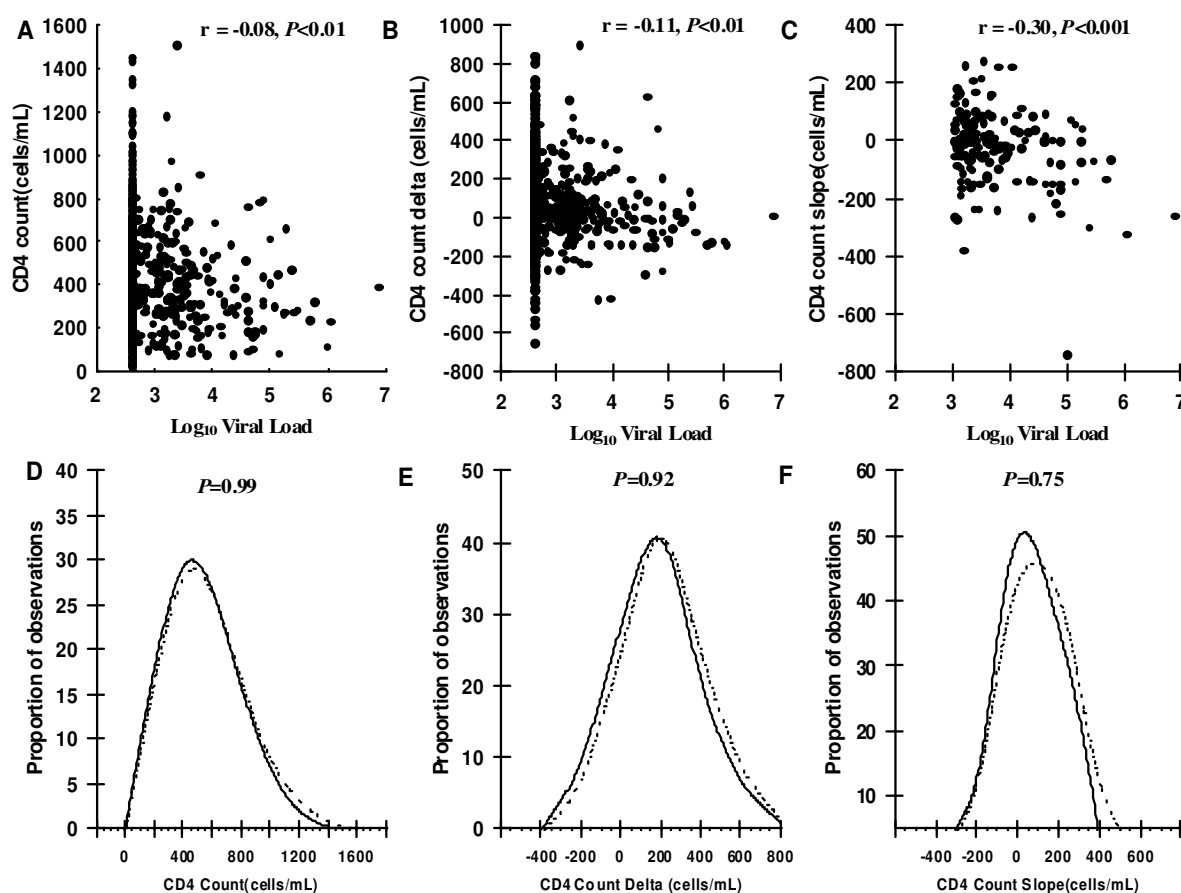 A
r = -0.08, P<0.01
CD4 count(cells/mL)
1600
1400
1200
1000
800
600
400
200
0
2 3 4 5 6 7
Log10 Viral Load
B
r = -0.11, P<0.01
CD4 count delta (cells/mL)
1000
800
600
400
200
0
-200
-400
-600
-800
2 3 4 5 6 7
Log10 Viral Load
C
r = -0.30, P<0.001
CD4 count slope(cells/mL)
400
200
0
-200
-400
-600
-800
2 3 4 5 6 7
Log10 Viral Load
D
P=0.99
Proportion of observations
40
35
30
25
20
15
10
5
0
0 400 800 1200 1600
CD4 Count(cells/mL)
E
P=0.92
Proportion of observations
50
40
30
20
10
0
-400 -200 0 200 400 600 800
CD4 Count Delta (cells/mL)
F
P=0.75
Proportion of observations
60
50
40
30
20
10
-800 -600 -400 -200 0 200 400 600
CD4 Count Slope(cells/mL)